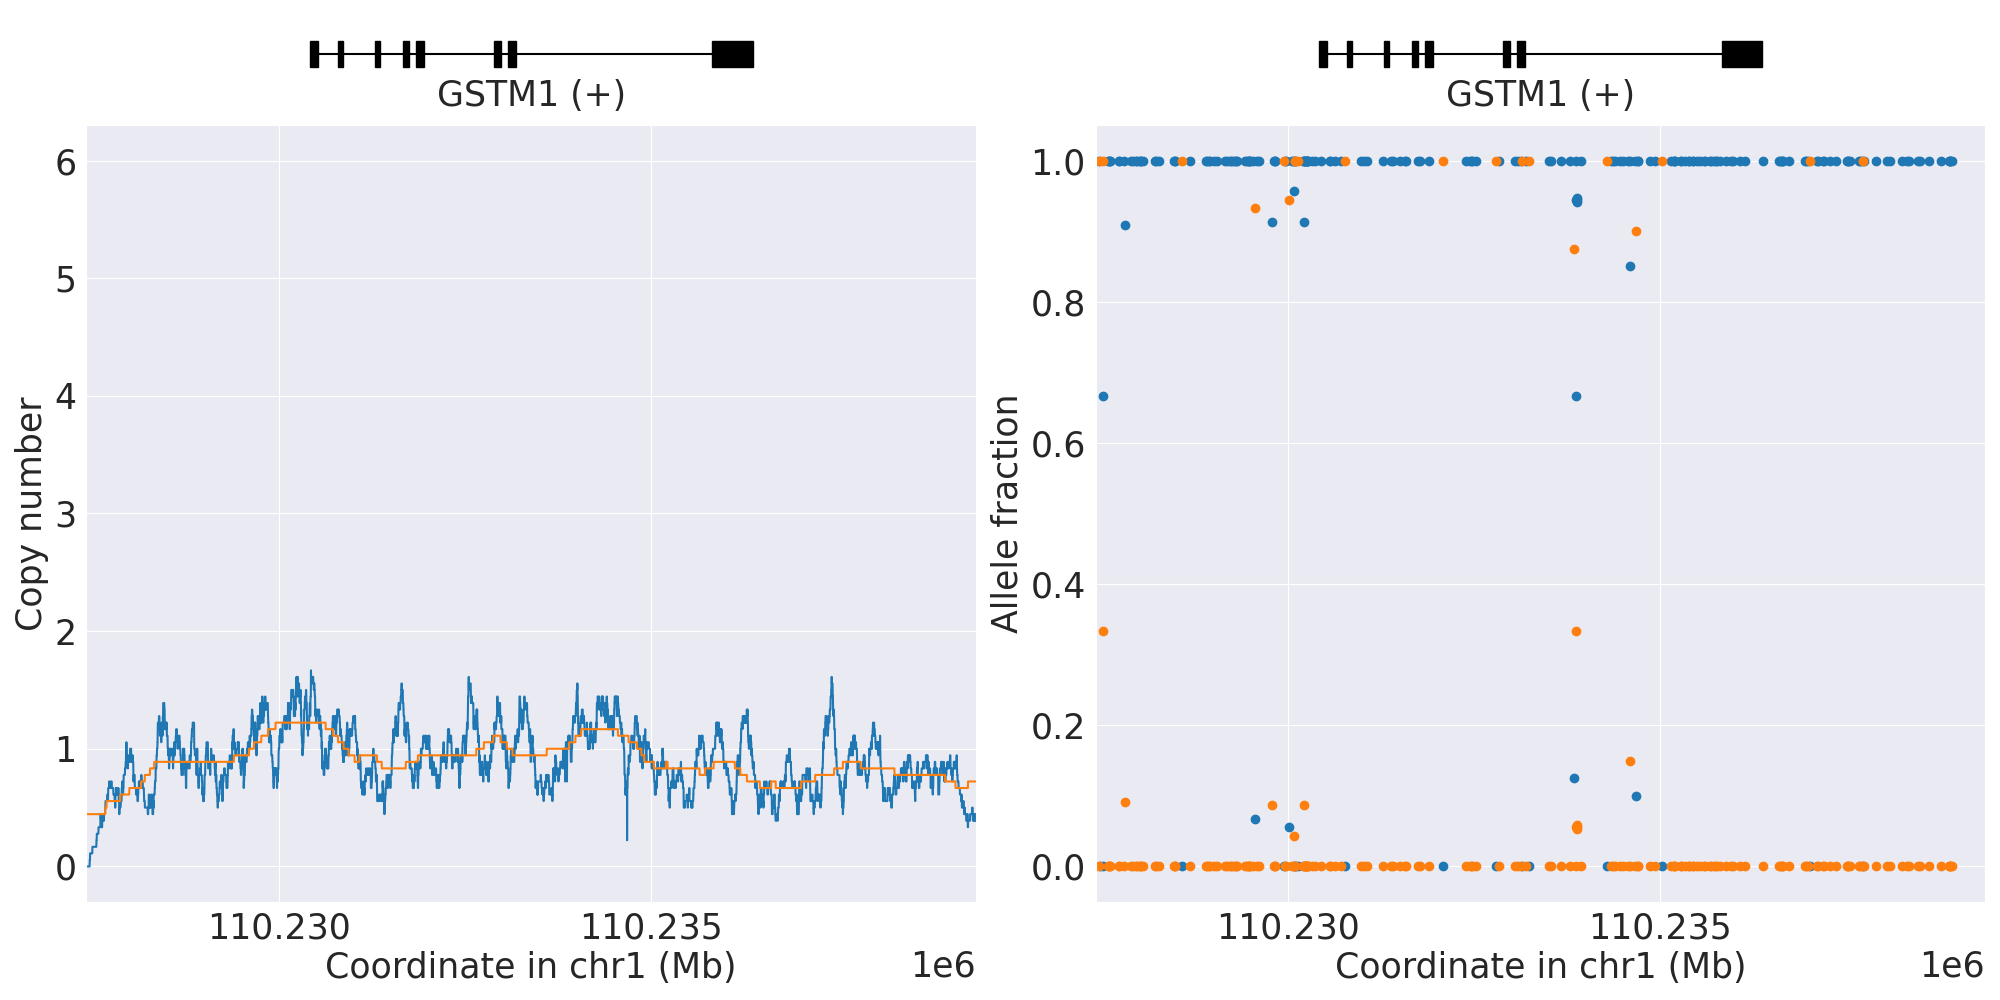 GSTM1 (+)
6
5
4
3
2
1
0
Copy number
110.230
110.235
Coordinate in chr1 (Mb)
1e6
GSTM1 (+)
1.0
0.8
0.6
0.4
0.2
0.0
Allele fraction
110.230
110.235
Coordinate in chr1 (Mb)
1e6